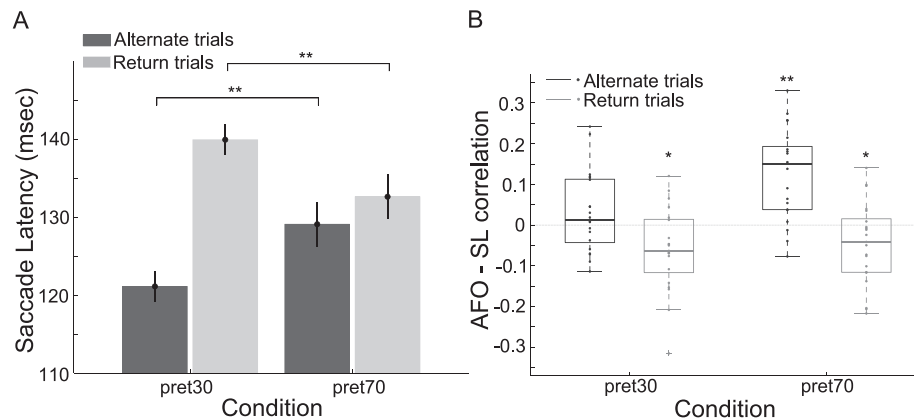 A
Alternate trials
Return trials
**
**
Saccade Latency (msec)
140
130
120
110
pret30
pret70
Condition
B
Alternate trials
Return trials
**
*
*
AFO - SL correlation
0.3
0.2
0.1
0
-0.1
-0.2
-0.3
pret30
pret70
Condition